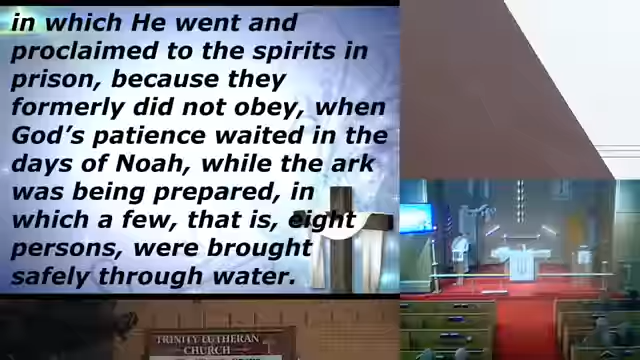 in which He went and
proclaimed to the spirits in
prison, because they
formerly did not obey, when
God's patience waited in the
days of Noah, while the ark
was being prepared, in
which a few, that is, eight
persons, were brought
safely through water.
TRINITY LUTHERAN
CHURCH